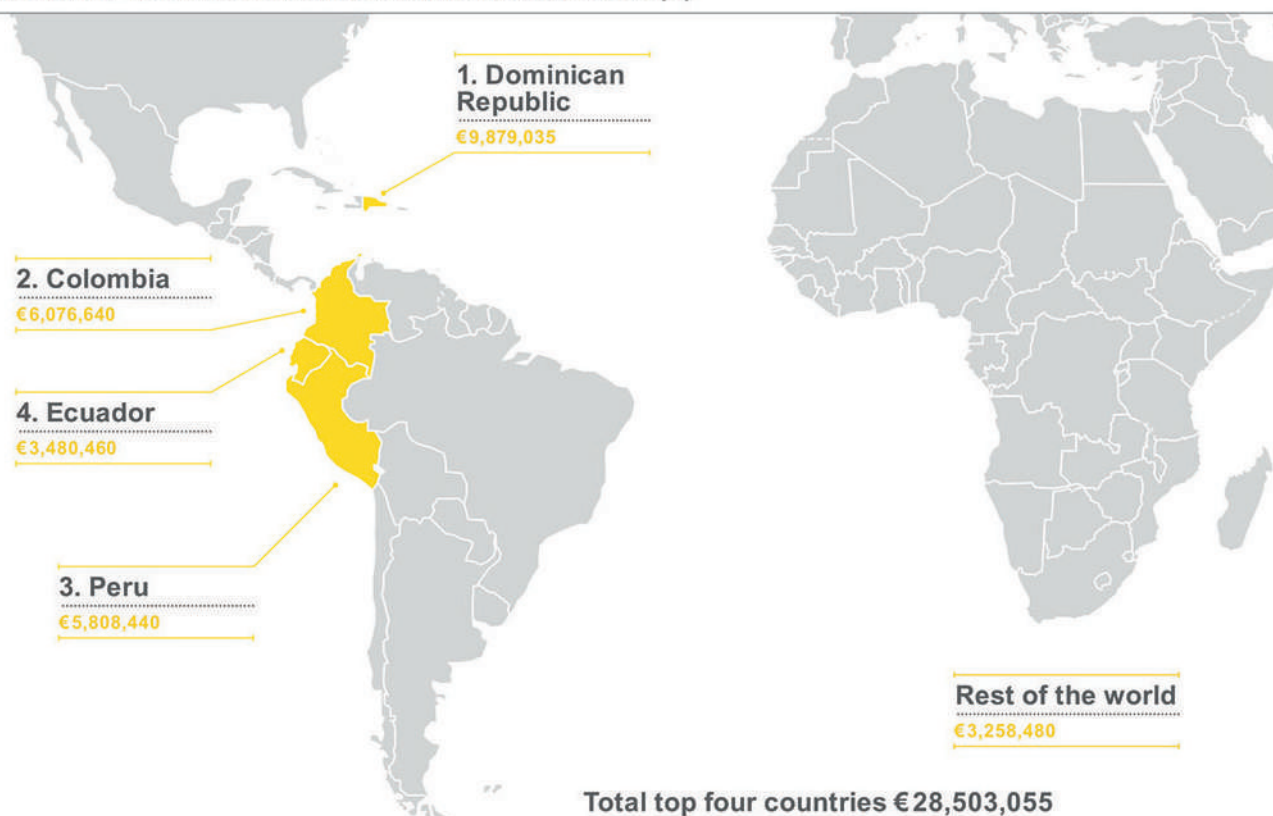 1. Dominican
Republic
€9,879,035
2. Colombia
€6,076,640
4. Ecuador
€3,480,460
3. Peru
€5,808,440
Rest of the world
€3,258,480
Total top four countries €28,503,055